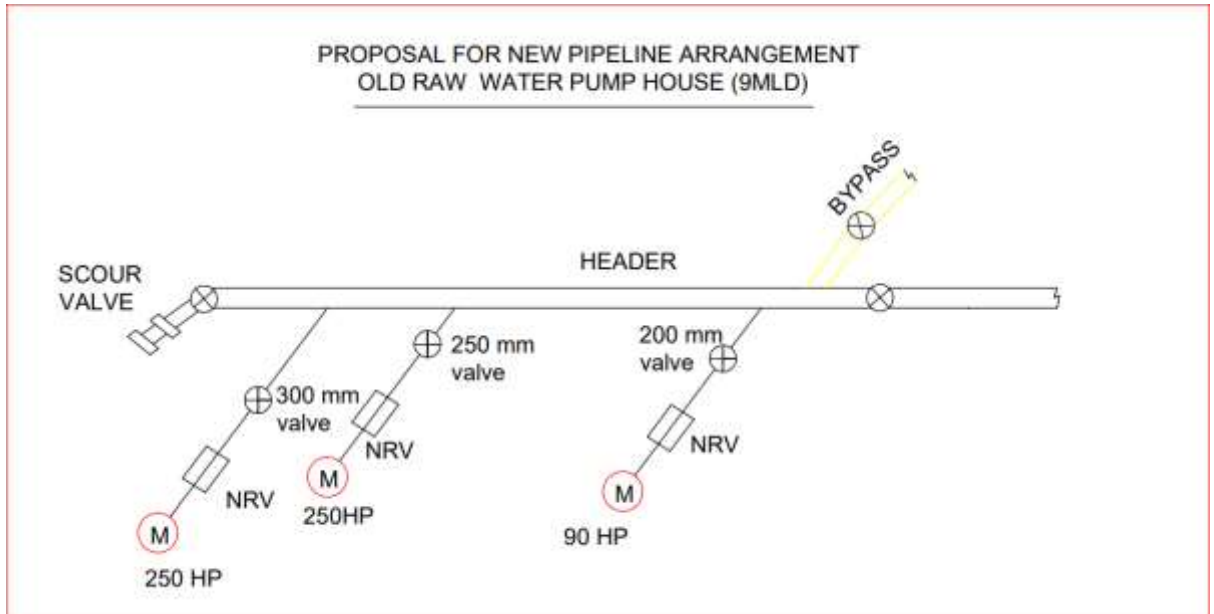 PROPOSAL FOR NEW PIPELINE ARRANGEMENT
OLD RAW WATER PUMP HOUSE (9MLD)
BYPASS
HEADER
SCOUR
VALVE
250 mm
valve
200 mm
valve
300 mm
valve
NRV
NRV
NRV
M
M
M
250HP
90 HP
250 HP